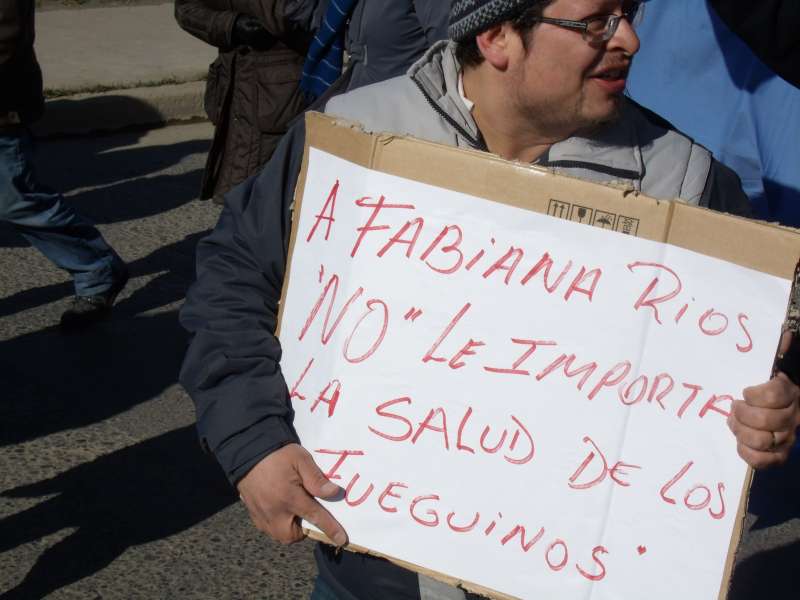 A FABIANA RIOS
"NO" LE IMPORTA
LA SALUD DE LOS
FUEGUINOS"